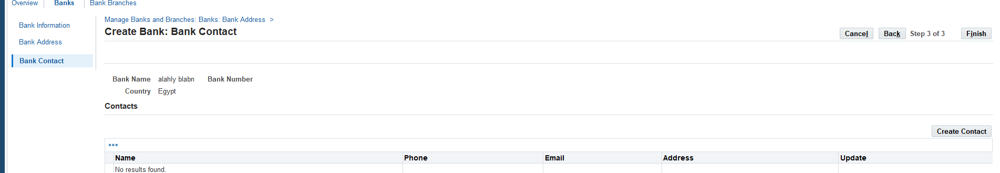 Overview Banks Bank Branches
Bank Information
Bank Address
Bank Contact
Manage Banks and Branches: Banks: Bank Address >
Create Bank: Bank Contact
Cancel Back Step 3 of 3 Finish
Bank Name alahly blabn Bank Number
Country Egypt
Contacts
Create Contact
Name Phone Email Address Update
No results found.